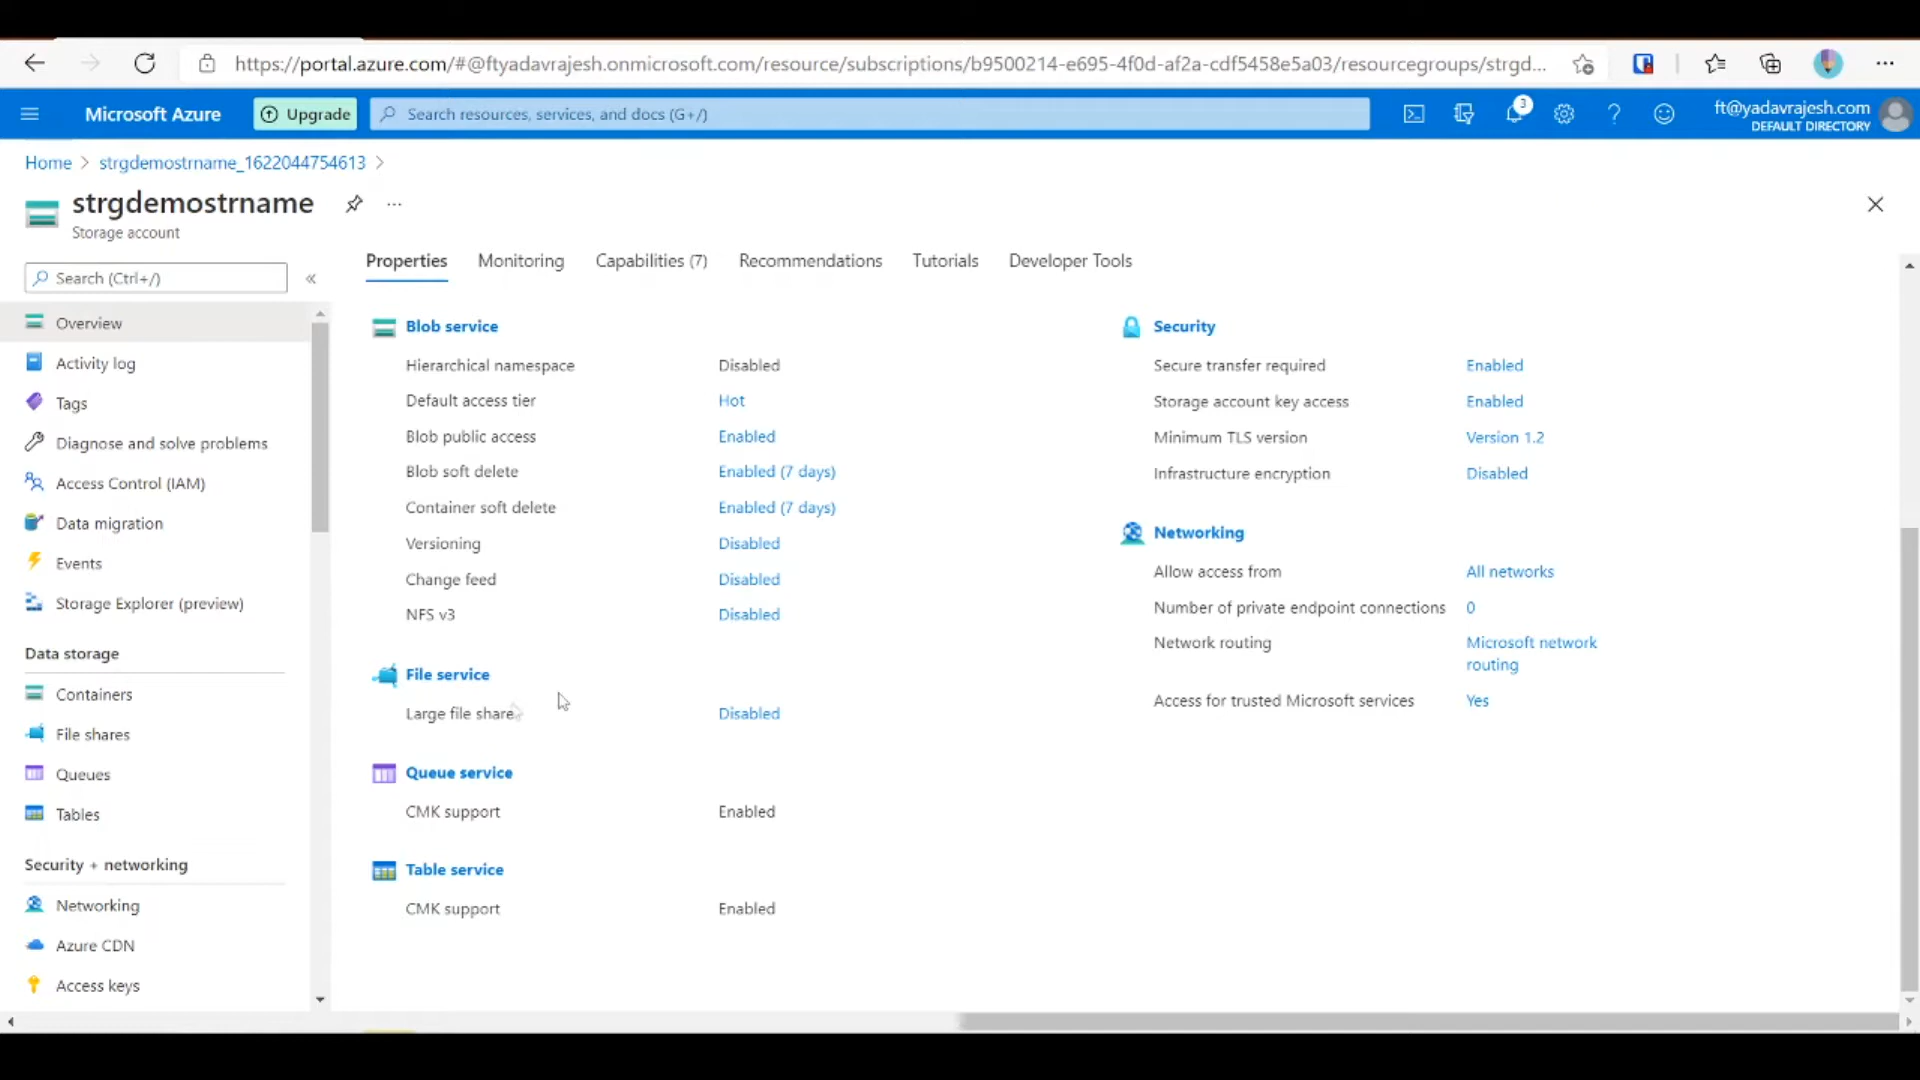 https://portal.azure.com/#@ftyadavrajesh.onmicrosoft.com/resource/subscriptions/b9500214-e695-4f0d-af2a-cdf5458e5a03/resourcegroups/strgd...
Microsoft Azure
Upgrade
Search resources, services, and docs (G+/)
3
ft@yadavrajesh.com
DEFAULT DIRECTORY
Home > strgdemostrname_1622044754613 >
strgdemostrname
Storage account
Search (Ctrl+/)
Overview
Activity log
Tags
Diagnose and solve problems
Access Control (IAM)
Data migration
Events
Storage Explorer (preview)
Data storage
Containers
File shares
Queues
Tables
Security + networking
Networking
Azure CDN
Access keys
Properties Monitoring Capabilities (7) Recommendations Tutorials Developer Tools
Blob service
Hierarchical namespace Disabled
Default access tier Hot
Blob public access Enabled
Blob soft delete Enabled (7 days)
Container soft delete Enabled (7 days)
Versioning Disabled
Change feed Disabled
NFS v3 Disabled
File service
Large file share Disabled
Queue service
CMK support Enabled
Table service
CMK support Enabled
Security
Secure transfer required Enabled
Storage account key access Enabled
Minimum TLS version Version 1.2
Infrastructure encryption Disabled
Networking
Allow access from All networks
Number of private endpoint connections 0
Network routing Microsoft network
routing
Access for trusted Microsoft services Yes